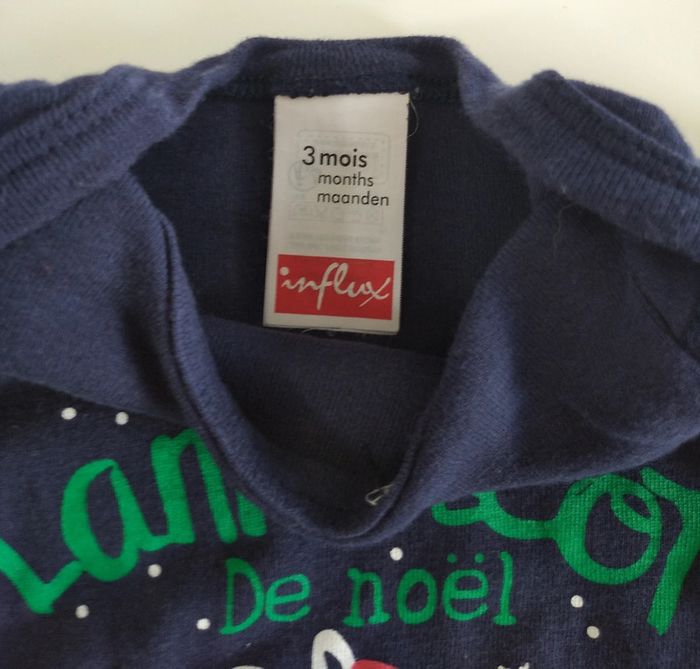 3 mois
months
maanden
influx
De noël